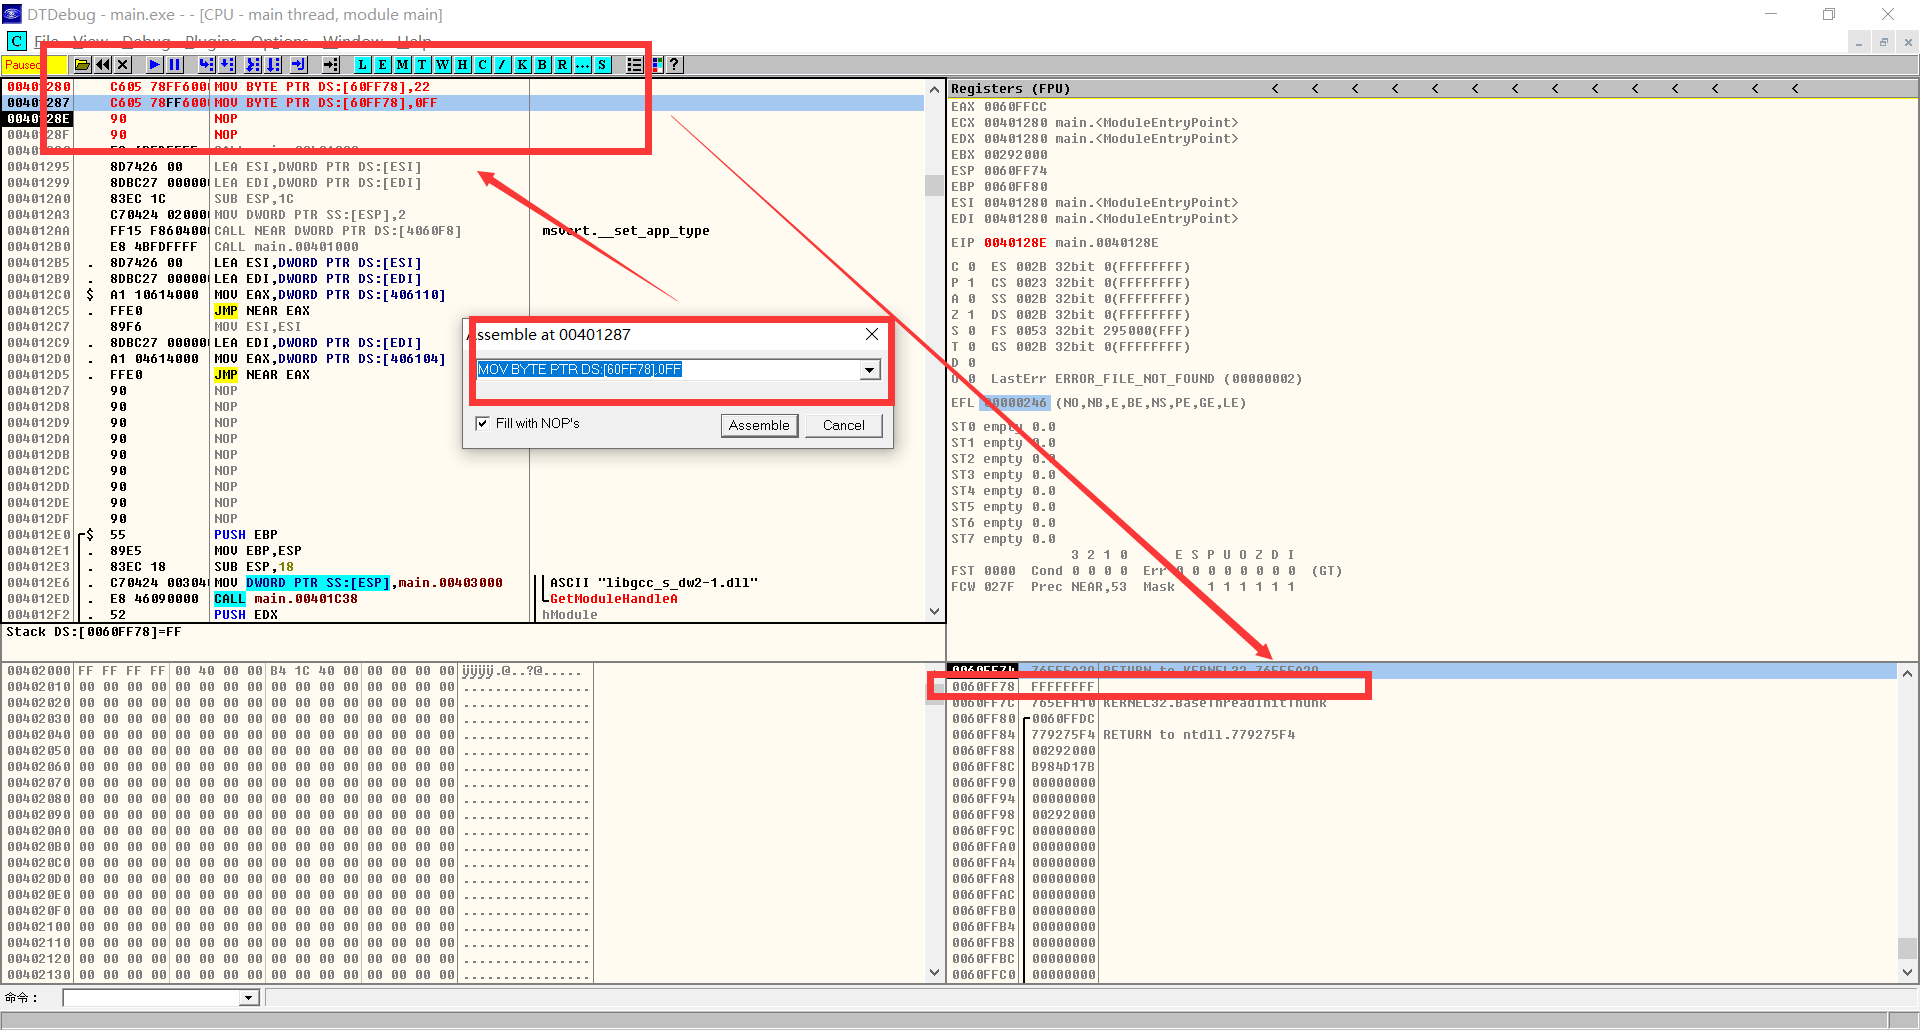 DTDebug - main.exe - - [CPU - main thread, module main]
C File View Debug Plugins Options Window Help
Paused L E M T W H C / K B R ... S ?
00401280 C605 78FF6000 MOV BYTE PTR DS:[60FF78],22
00401287 C605 78FF6000 MOV BYTE PTR DS:[60FF78],0FF
0040128E 90 NOP
0040128F 90 NOP
00401295 8D7426 00 LEA ESI,DWORD PTR DS:[ESI]
00401299 8DBC27 000000 LEA EDI,DWORD PTR DS:[EDI]
004012A0 83EC 1C SUB ESP,1C
004012A3 C70424 020000 MOV DWORD PTR SS:[ESP],2
004012AA FF15 F8604000 CALL NEAR DWORD PTR DS:[4060F8] msvcrt.__set_app_type
004012B0 E8 4BFDFFFF CALL main.00401000
004012B5 . 8D7426 00 LEA ESI,DWORD PTR DS:[ESI]
004012B9 . 8DBC27 000000 LEA EDI,DWORD PTR DS:[EDI]
004012C0 $ A1 10614000 MOV EAX,DWORD PTR DS:[406110]
004012C5 . FFE0 JMP NEAR EAX
004012C7 89F6 MOV ESI,ESI
004012C9 . 8DBC27 000000 LEA EDI,DWORD PTR DS:[EDI]
004012D0 . A1 04614000 MOV EAX,DWORD PTR DS:[406104]
004012D5 . FFE0 JMP NEAR EAX
004012D7 90 NOP
004012D8 90 NOP
004012D9 90 NOP
004012DA 90 NOP
004012DB 90 NOP
004012DC 90 NOP
004012DD 90 NOP
004012DE 90 NOP
004012DF 90 NOP
004012E0 $ 55 PUSH EBP
004012E1 . 89E5 MOV EBP,ESP
004012E3 . 83EC 18 SUB ESP,18
004012E6 . C70424 003040 MOV DWORD PTR SS:[ESP],main.00403000 ASCII "libgcc_s_dw2-1.dll"
004012ED . E8 46090000 CALL main.00401C38 GetModuleHandleA
004012F2 . 52 PUSH EDX hModule
Stack DS:[0060FF78]=FF
Assemble at 00401287
MOV BYTE PTR DS:[60FF78],0FF
Fill with NOP's Assemble Cancel
Registers (FPU) < < < < < < < < < < < < < <
EAX 0060FFCC
ECX 00401280 main.<ModuleEntryPoint>
EDX 00401280 main.<ModuleEntryPoint>
EBX 00292000
ESP 0060FF74
EBP 0060FF80
ESI 00401280 main.<ModuleEntryPoint>
EDI 00401280 main.<ModuleEntryPoint>
EIP 0040128E main.0040128E
C 0 ES 002B 32bit 0(FFFFFFFF)
P 1 CS 0023 32bit 0(FFFFFFFF)
A 0 SS 002B 32bit 0(FFFFFFFF)
Z 1 DS 002B 32bit 0(FFFFFFFF)
S 0 FS 0053 32bit 295000(FFF)
T 0 GS 002B 32bit 0(FFFFFFFF)
D 0
O 0 LastErr ERROR_FILE_NOT_FOUND (00000002)
EFL 00000246 (NO,NB,E,BE,NS,PE,GE,LE)
ST0 empty 0.0
ST1 empty 0.0
ST2 empty 0.0
ST3 empty 0.0
ST4 empty 0.0
ST5 empty 0.0
ST6 empty 0.0
ST7 empty 0.0
3 2 1 0 E S P U O Z D I
FST 0000 Cond 0 0 0 0 Err 0 0 0 0 0 0 0 0 (GT)
FCW 027F Prec NEAR,53 Mask 1 1 1 1 1 1
00402000 FF FF FF FF 00 40 00 00 B4 1C 40 00 00 00 00 00 ÿÿÿÿ.@..?@.....
00402010 00 00 00 00 00 00 00 00 00 00 00 00 00 00 00 00 ................
00402020 00 00 00 00 00 00 00 00 00 00 00 00 00 00 00 00 ................
00402030 00 00 00 00 00 00 00 00 00 00 00 00 00 00 00 00 ................
00402040 00 00 00 00 00 00 00 00 00 00 00 00 00 00 00 00 ................
00402050 00 00 00 00 00 00 00 00 00 00 00 00 00 00 00 00 ................
00402060 00 00 00 00 00 00 00 00 00 00 00 00 00 00 00 00 ................
00402070 00 00 00 00 00 00 00 00 00 00 00 00 00 00 00 00 ................
00402080 00 00 00 00 00 00 00 00 00 00 00 00 00 00 00 00 ................
00402090 00 00 00 00 00 00 00 00 00 00 00 00 00 00 00 00 ................
004020A0 00 00 00 00 00 00 00 00 00 00 00 00 00 00 00 00 ................
004020B0 00 00 00 00 00 00 00 00 00 00 00 00 00 00 00 00 ................
004020C0 00 00 00 00 00 00 00 00 00 00 00 00 00 00 00 00 ................
004020D0 00 00 00 00 00 00 00 00 00 00 00 00 00 00 00 00 ................
004020E0 00 00 00 00 00 00 00 00 00 00 00 00 00 00 00 00 ................
004020F0 00 00 00 00 00 00 00 00 00 00 00 00 00 00 00 00 ................
00402100 00 00 00 00 00 00 00 00 00 00 00 00 00 00 00 00 ................
00402110 00 00 00 00 00 00 00 00 00 00 00 00 00 00 00 00 ................
00402120 00 00 00 00 00 00 00 00 00 00 00 00 00 00 00 00 ................
00402130 00 00 00 00 00 00 00 00 00 00 00 00 00 00 00 00 ................
0060FF74 76FFFA29 RETURN to KERNEL32.76FFFA29
0060FF78 FFFFFFFF
0060FF7C 765EFA10 KERNEL32.BaseThreadInitThunk
0060FF80 0060FFDC
0060FF84 779275F4 RETURN to ntdll.779275F4
0060FF88 00292000
0060FF8C B984D17B
0060FF90 00000000
0060FF94 00000000
0060FF98 00292000
0060FF9C 00000000
0060FFA0 00000000
0060FFA4 00000000
0060FFA8 00000000
0060FFAC 00000000
0060FFB0 00000000
0060FFB4 00000000
0060FFB8 00000000
0060FFBC 00000000
0060FFC0 00000000
命令：